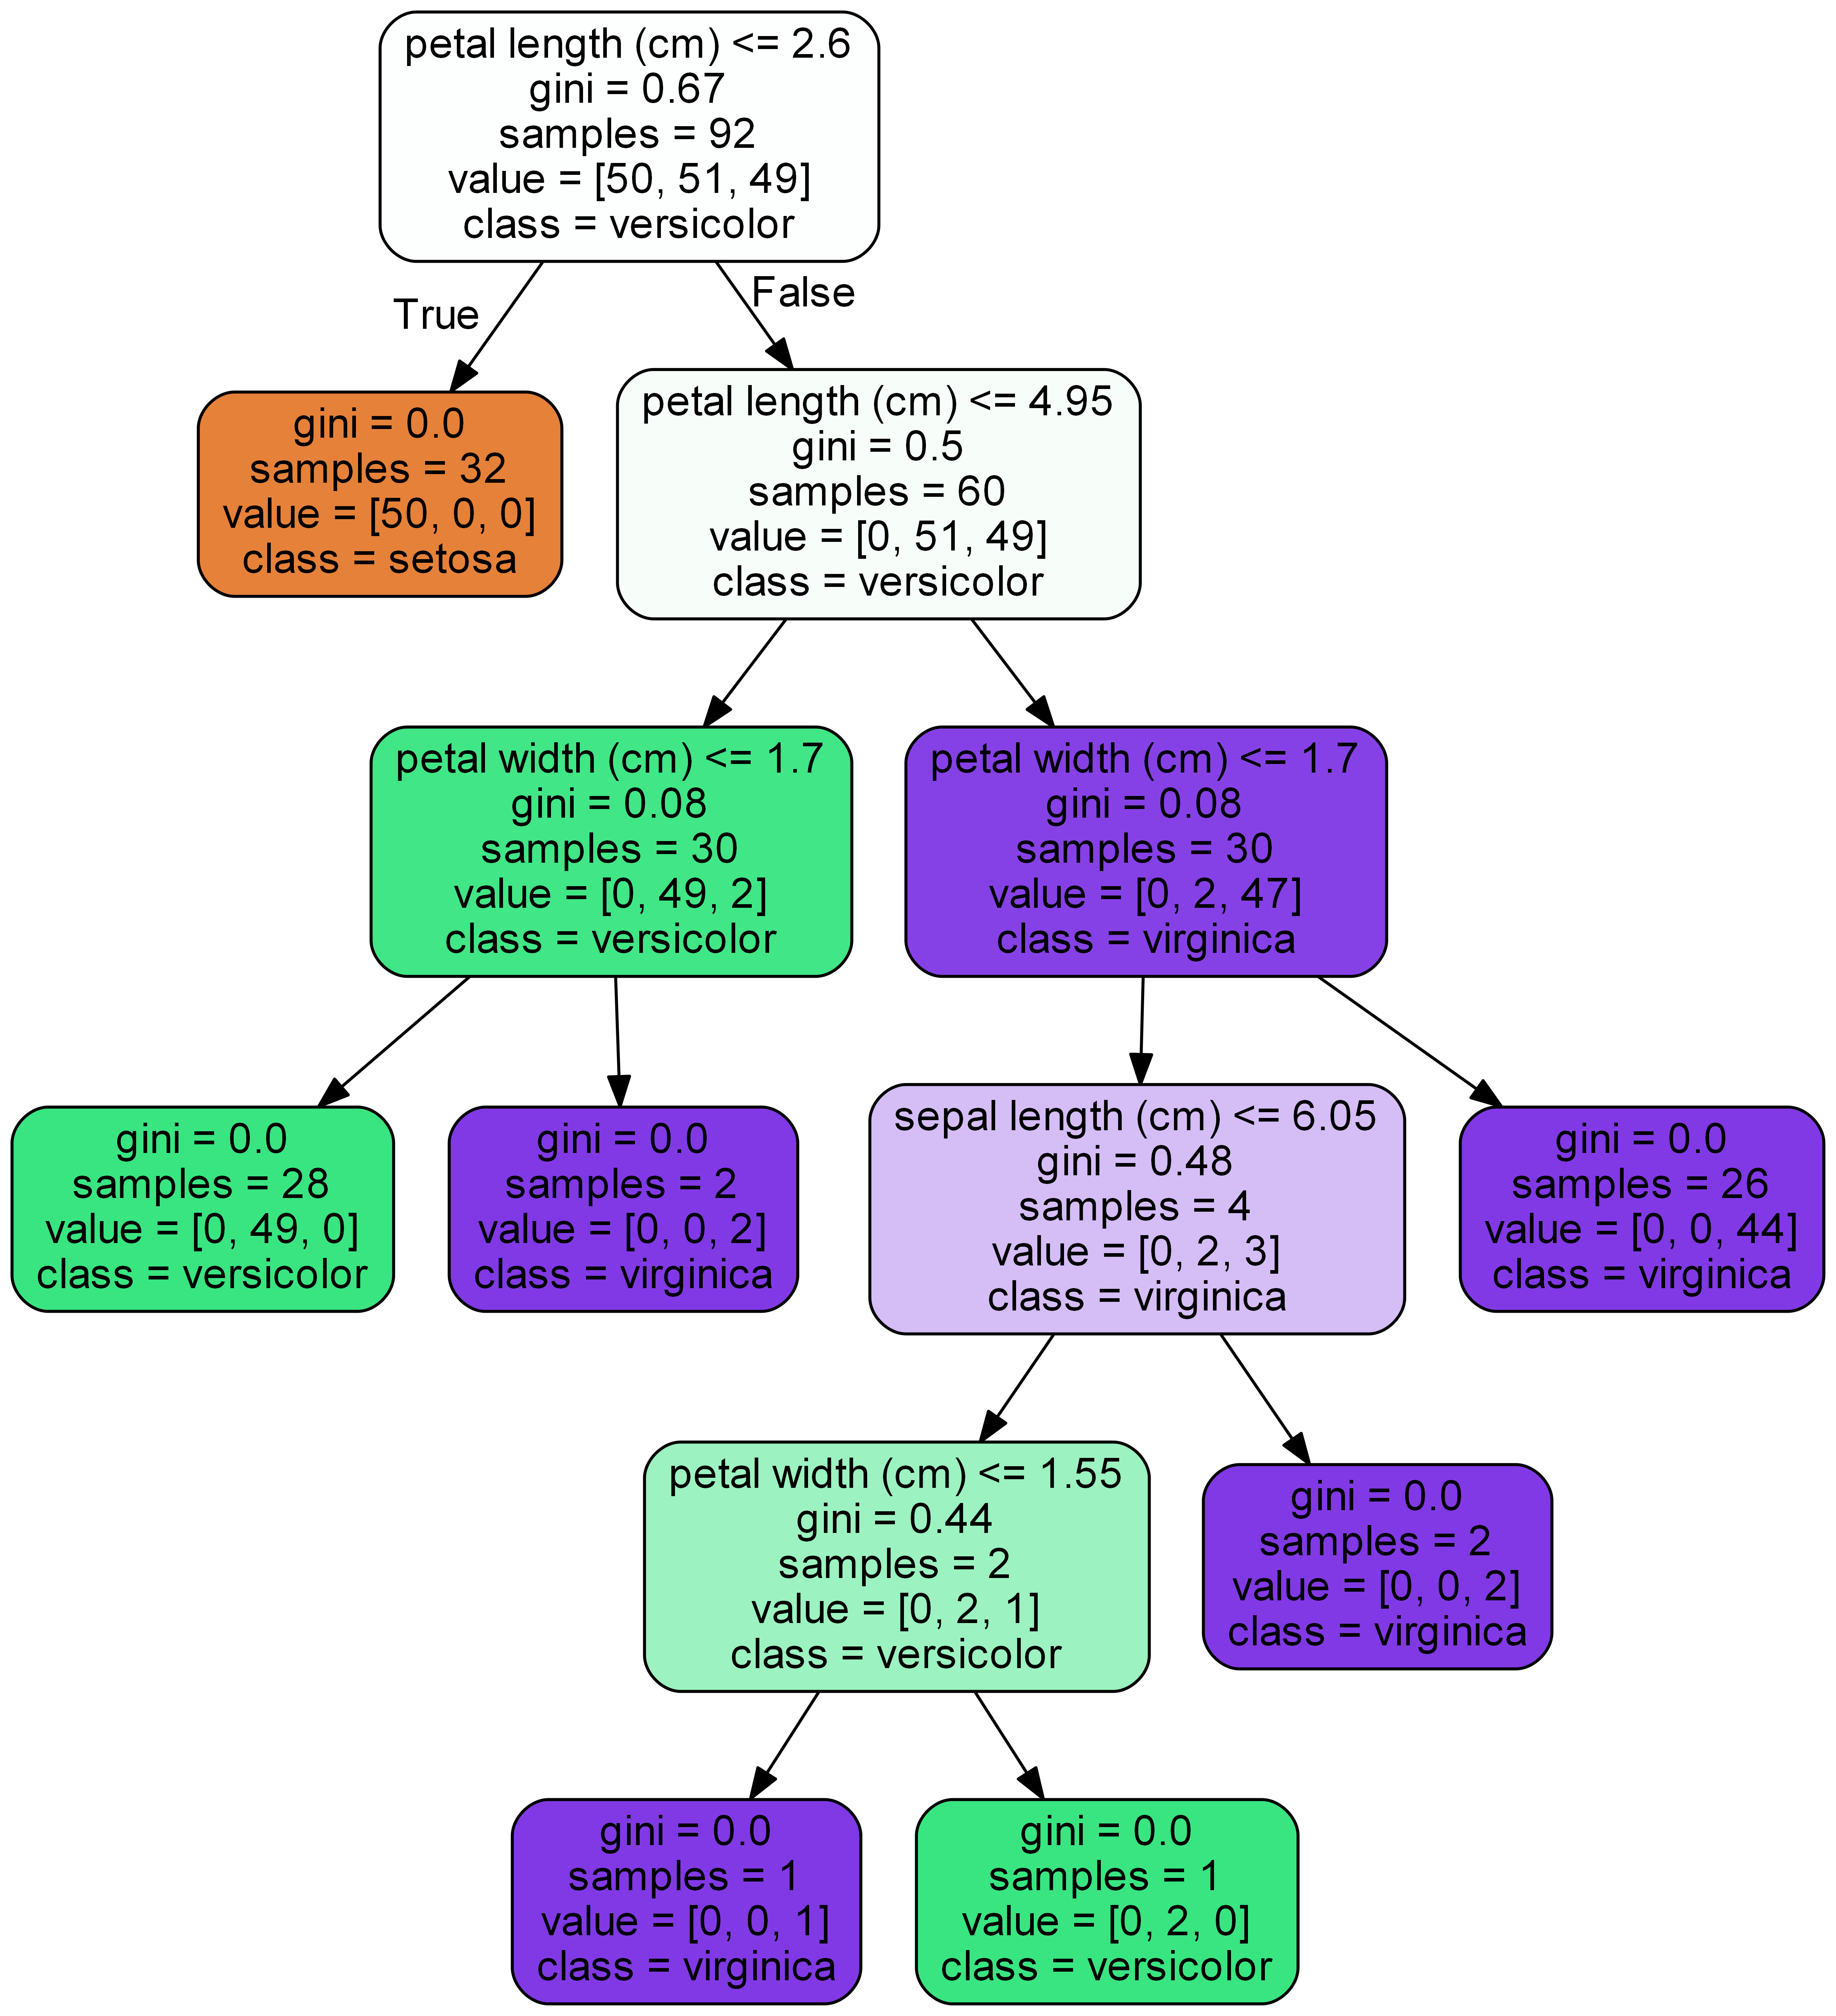 petal length (cm) <= 2.6
gini = 0.67
samples = 92
value = [50, 51, 49]
class = versicolor
True
False
gini = 0.0
samples = 32
value = [50, 0, 0]
class = setosa
petal length (cm) <= 4.95
gini = 0.5
samples = 60
value = [0, 51, 49]
class = versicolor
petal width (cm) <= 1.7
gini = 0.08
samples = 30
value = [0, 49, 2]
class = versicolor
petal width (cm) <= 1.7
gini = 0.08
samples = 30
value = [0, 2, 47]
class = virginica
gini = 0.0
samples = 28
value = [0, 49, 0]
class = versicolor
gini = 0.0
samples = 2
value = [0, 0, 2]
class = virginica
sepal length (cm) <= 6.05
gini = 0.48
samples = 4
value = [0, 2, 3]
class = virginica
gini = 0.0
samples = 26
value = [0, 0, 44]
class = virginica
petal width (cm) <= 1.55
gini = 0.44
samples = 2
value = [0, 2, 1]
class = versicolor
gini = 0.0
samples = 2
value = [0, 0, 2]
class = virginica
gini = 0.0
samples = 1
value = [0, 0, 1]
class = virginica
gini = 0.0
samples = 1
value = [0, 2, 0]
class = versicolor